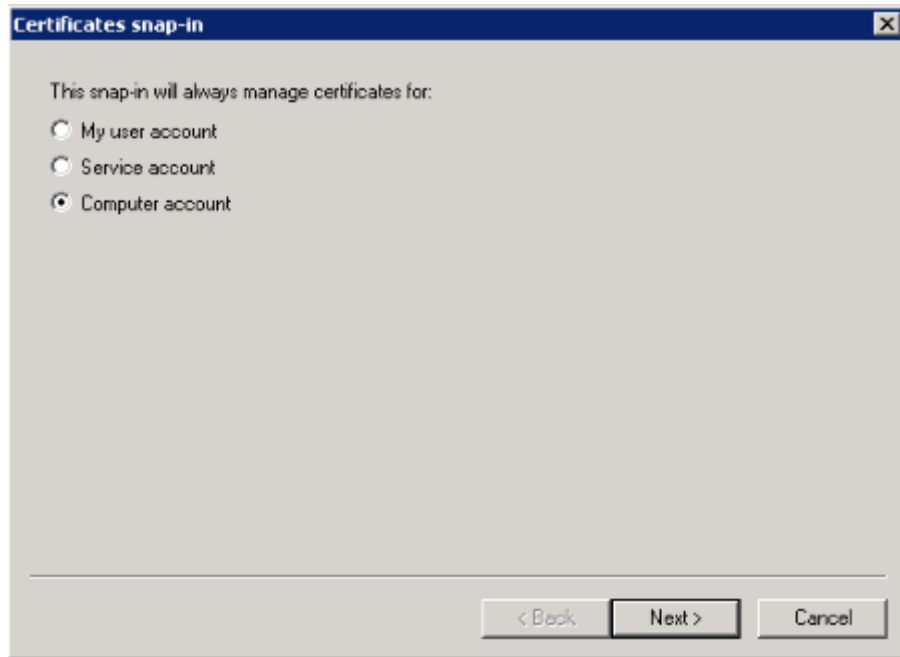 Certificates snap-in
This snap-in will always manage certificates for:
My user account
Service account
Computer account
< Back Next > Cancel